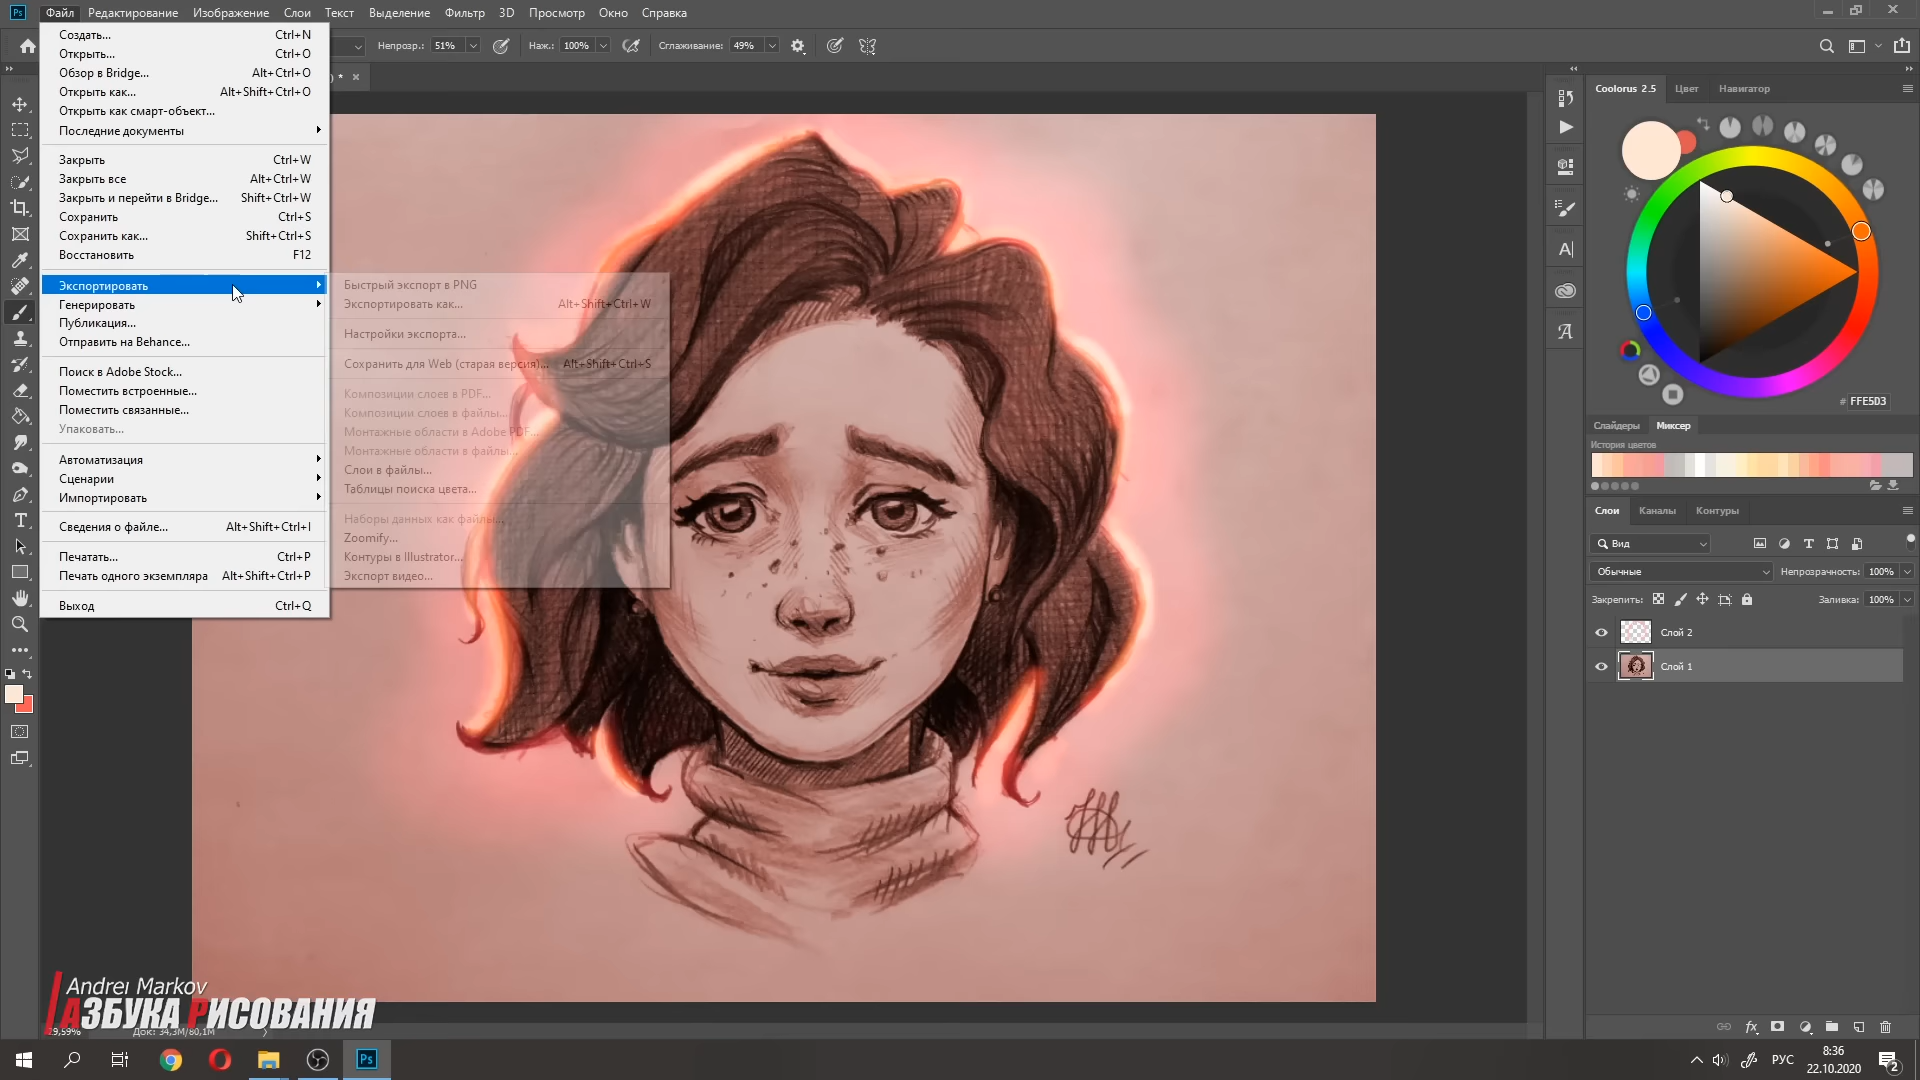 Файл Редактирование Изображение Слои Текст Выделение Фильтр 3D Просмотр Окно Справка
Непрозр.: 51% Наж.: 100% Сглаживание: 49%
) * ×
Создать... Ctrl+N
Открыть... Ctrl+O
Обзор в Bridge... Alt+Ctrl+O
Открыть как... Alt+Shift+Ctrl+O
Открыть как смарт-объект...
Последние документы
Закрыть Ctrl+W
Закрыть все Alt+Ctrl+W
Закрыть и перейти в Bridge... Shift+Ctrl+W
Сохранить Ctrl+S
Сохранить как... Shift+Ctrl+S
Восстановить F12
Экспортировать
Генерировать
Публикация...
Отправить на Behance...
Поиск в Adobe Stock...
Поместить встроенные...
Поместить связанные...
Упаковать...
Автоматизация
Сценарии
Импортировать
Сведения о файле... Alt+Shift+Ctrl+I
Печатать... Ctrl+P
Печать одного экземпляра Alt+Shift+Ctrl+P
Выход Ctrl+Q
Быстрый экспорт в PNG
Экспортировать как... Alt+Shift+Ctrl+W
Настройки экспорта...
Сохранить для Web (старая версия)... Alt+Shift+Ctrl+S
Композиции слоев в PDF...
Композиции слоев в файлы...
Монтажные области в Adobe PDF...
Монтажные области в файлы...
Слои в файлы...
Таблицы поиска цвета...
Наборы данных как файлы...
Zoomify...
Контуры в Illustrator...
Экспорт видео...
Coolorus 2.5 Цвет Навигатор
# FFE5D3
Слайдеры Миксер
История цветов
Слои Каналы Контуры
Вид
Обычные Непрозрачность: 100%
Закрепить: Заливка: 100%
Слой 2
Слой 1
Andrei Markov
АЗБУКА РИСОВАНИЯ
29,59% Док: 34,3M/80,1M
РУС 8:36
22.10.2020
2